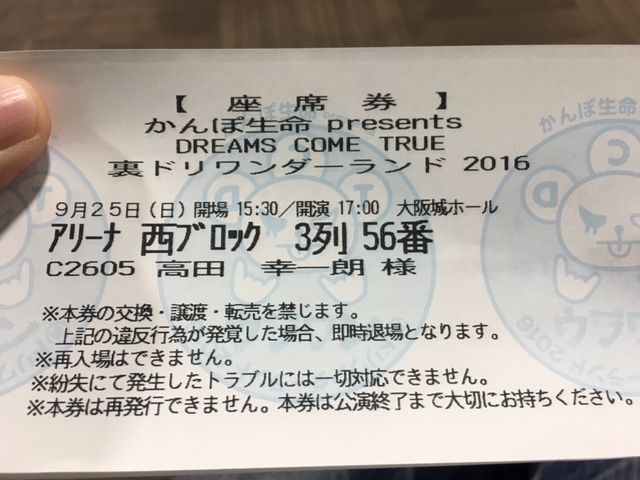 【 座 席 券 】
かんぽ生命 presents
DREAMS COME TRUE
裏ドリワンダーランド 2016
9月25日(日) 開場 15:30/開演 17:00 大阪城ホール
アリーナ 西ブロック 3列 56番
C2605 高田 幸一朗 様
※本券の交換・譲渡・転売を禁じます。
上記の違反行為が発覚した場合、即時退場となります。
※再入場はできません。
※紛失にて発生したトラブルには一切対応できません。
※本券は再発行できません。本券は公演終了まで大切にお持ちください。
かんぽ生命